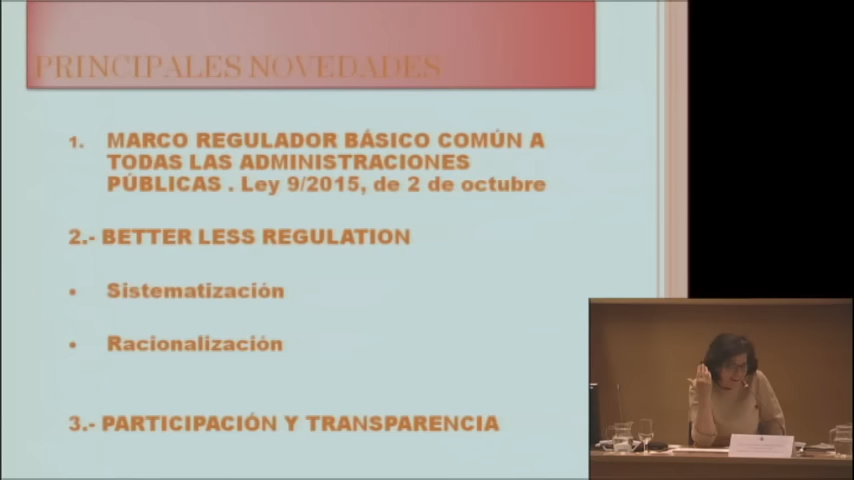 PRINCIPALES NOVEDADES
1. MARCO REGULADOR BÁSICO COMÚN A
TODAS LAS ADMINISTRACIONES
PÚBLICAS . Ley 9/2015, de 2 de octubre
2.- BETTER LESS REGULATION
• Sistematización
• Racionalización
3.- PARTICIPACIÓN Y TRANSPARENCIA